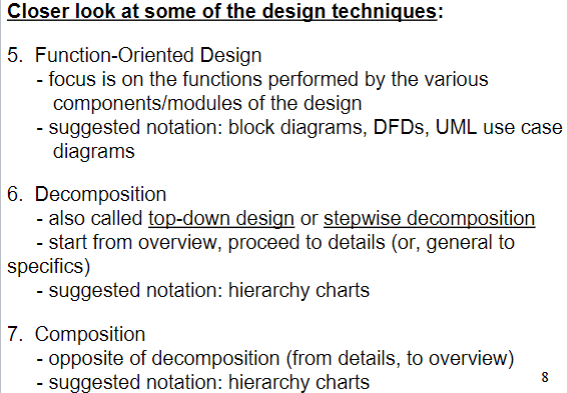 Closer look at some of the design techniques:
5. Function-Oriented Design
- focus is on the functions performed by the various
components/modules of the design
- suggested notation: block diagrams, DFDs, UML use case
diagrams
6. Decomposition
- also called top-down design or stepwise decomposition
- start from overview, proceed to details (or, general to
specifics)
- suggested notation: hierarchy charts
7. Composition
- opposite of decomposition (from details, to overview)
- suggested notation: hierarchy charts
8